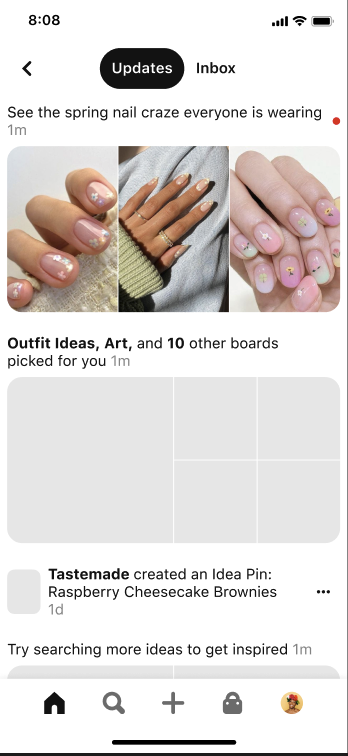 8:08
Updates
Inbox
See the spring nail craze everyone is wearing
1m
Outfit Ideas, Art, and 10 other boards
picked for you 1m
Tastemade created an Idea Pin:
Raspberry Cheesecake Brownies
1d
Try searching more ideas to get inspired 1m